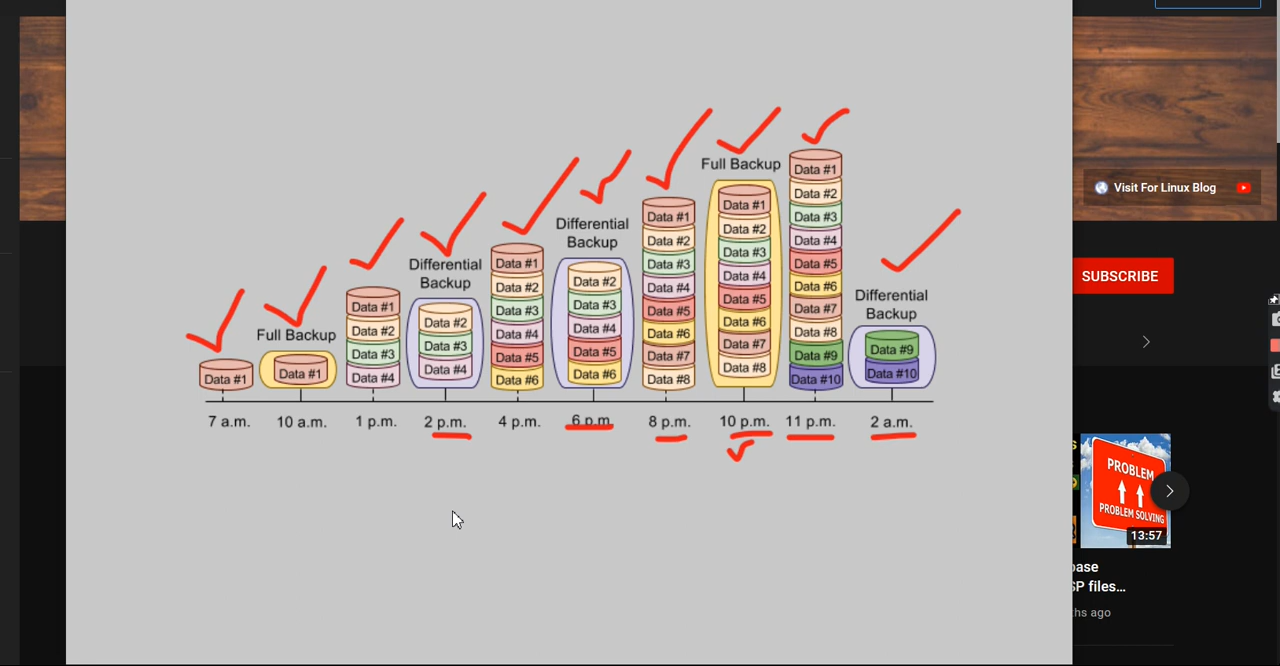 Full Backup
Data #1
Data #2
Data #3
Data #4
Data #5
Data #6
Data #7
Data #8
Data #9
Data #10
Data #1
Data #2
Data #3
Data #4
Data #5
Data #6
Data #7
Data #8
Data #1
Data #2
Data #3
Data #4
Data #5
Data #6
Data #7
Data #8
Differential
Backup
Data #2
Data #3
Data #4
Data #5
Data #6
Data #1
Data #2
Data #3
Data #4
Data #5
Data #6
Differential
Backup
Data #2
Data #3
Data #4
Data #1
Data #2
Data #3
Data #4
Full Backup
Data #1
Data #1
Differential
Backup
Data #9
Data #10
7 a.m. 10 a.m. 1 p.m. 2 p.m. 4 p.m. 6 p.m. 8 p.m. 10 p.m. 11 p.m. 2 a.m.
Visit For Linux Blog
SUBSCRIBE
PROBLEM
PROBLEM SOLVING
13:57
files...
ago